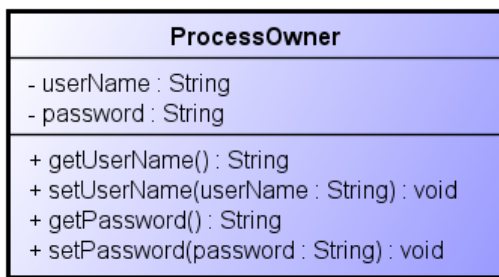 ProcessOwner
- userName : String
- password : String
+ getUserName() : String
+ setUserName(userName : String) : void
+ getPassword() : String
+ setPassword(password : String) : void